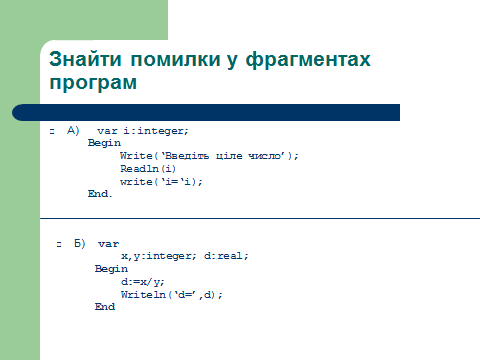 Знайти помилки у фрагментах
програм
А) var i:integer;
Begin
Write(‘Введіть ціле число’);
Readln(i)
write(‘i=‘i);
End.
Б) var
x,y:integer; d:real;
Begin
d:=x/y;
Writeln(‘d=’,d);
End